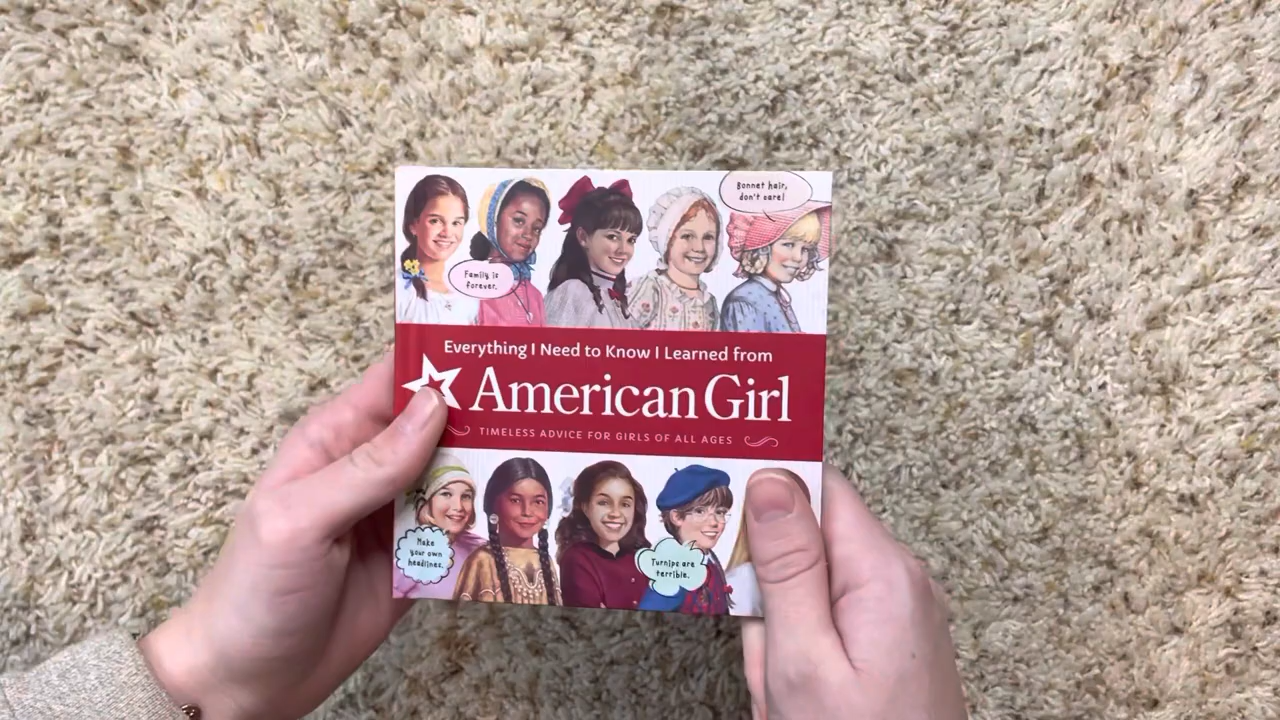 Bonnet hair,
don't care!
Family is
forever.
Everything I Need to Know I Learned from
American Girl
TIMELESS ADVICE FOR GIRLS OF ALL AGES
Make
your own
headlines.
Turnips are
terrible.